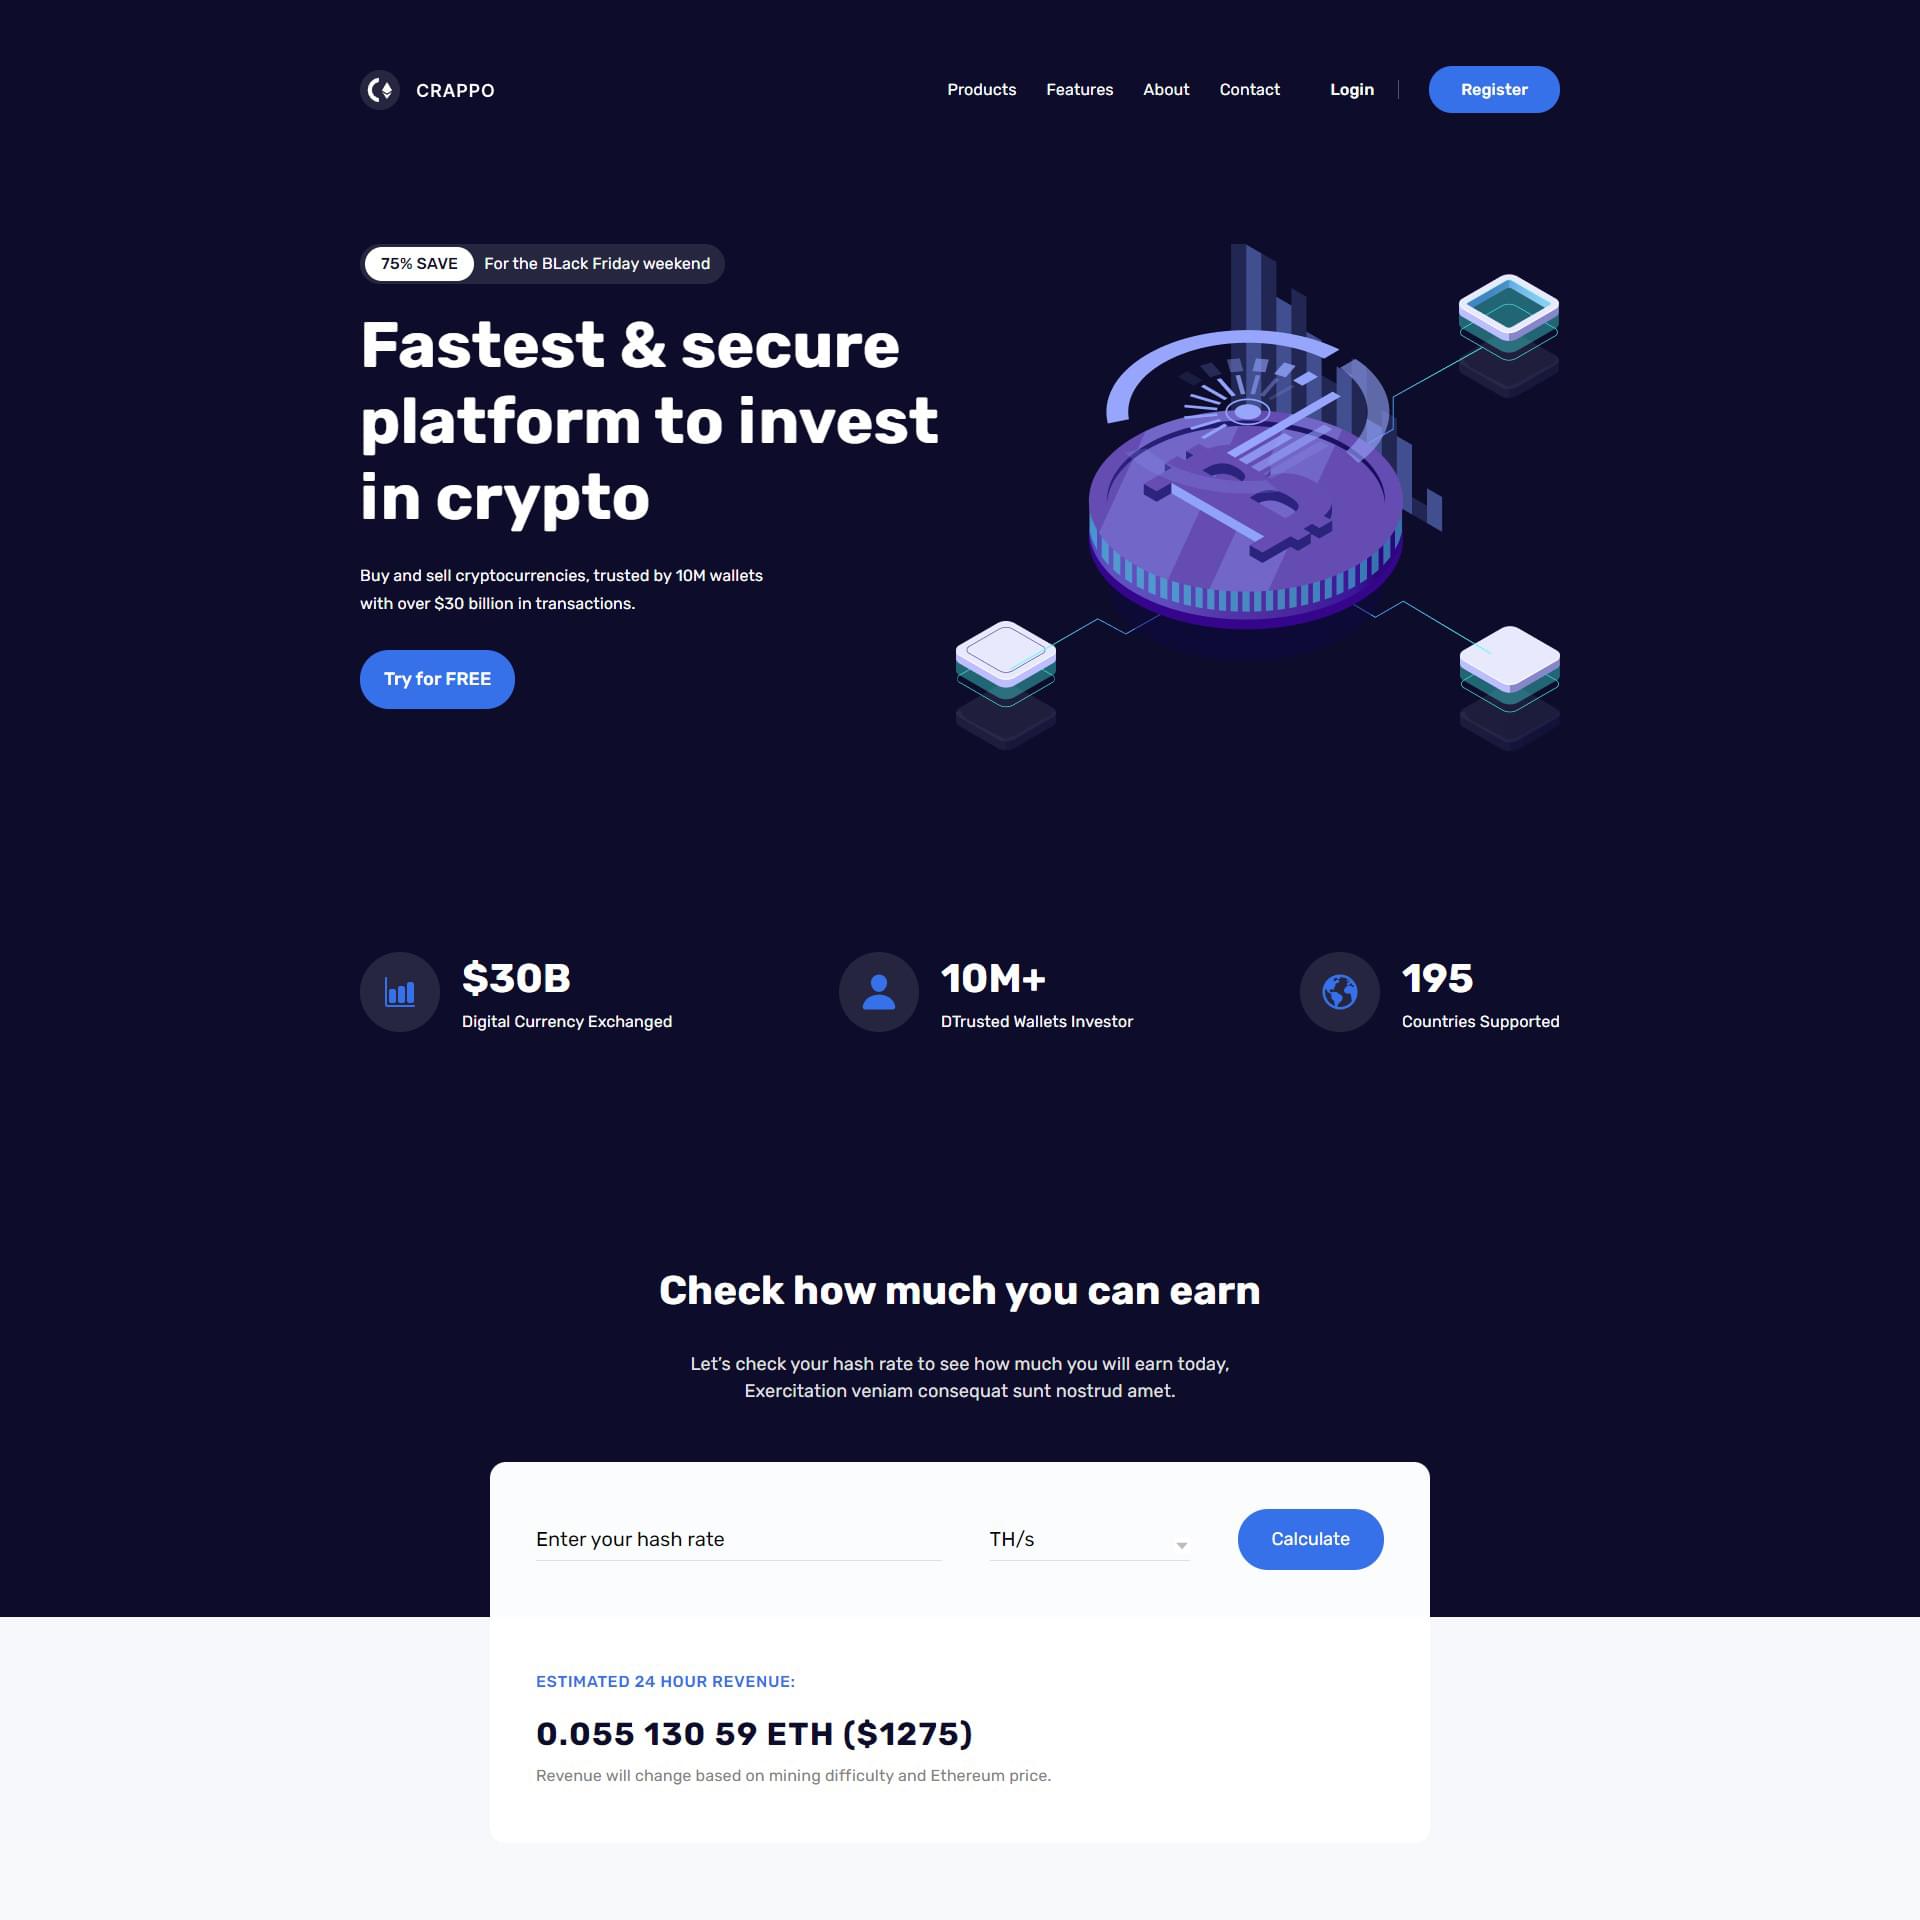 CRAPPO
Products Features About Contact Login Register
75% SAVE For the BLack Friday weekend
Fastest & secure
platform to invest
in crypto
Buy and sell cryptocurrencies, trusted by 10M wallets
with over $30 billion in transactions.
Try for FREE
$30B
Digital Currency Exchanged
10M+
DTrusted Wallets Investor
195
Countries Supported
Check how much you can earn
Let’s check your hash rate to see how much you will earn today,
Exercitation veniam consequat sunt nostrud amet.
Enter your hash rate TH/s Calculate
ESTIMATED 24 HOUR REVENUE:
0.055 130 59 ETH ($1275)
Revenue will change based on mining difficulty and Ethereum price.